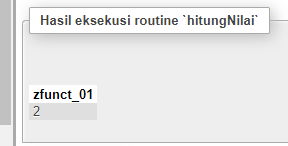 Hasil eksekusi routine `hitungNilai`
zfunct_01
2